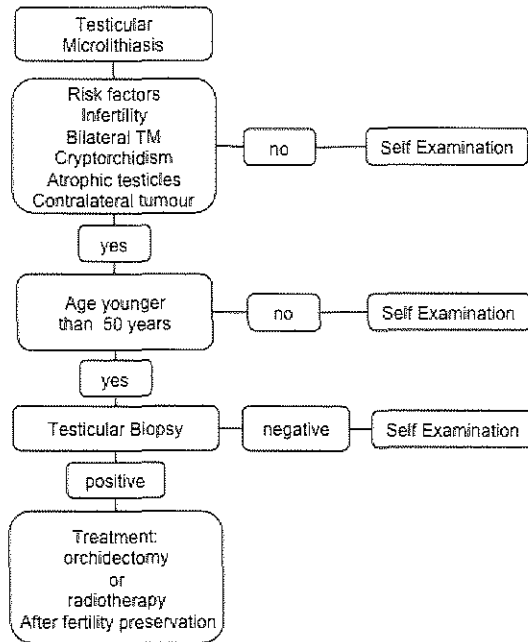 Testicular
Microlithiasis
Risk factors
Infertility
Bilateral TM
Cryptorchidism
Atrophic testicles
Contralateral tumour
no
Self Examination
yes
Age younger
than 50 years
no
Self Examination
yes
Testicular Biopsy
negative
Self Examination
positive
Treatment:
orchidectomy
or
radiotherapy
After fertility preservation